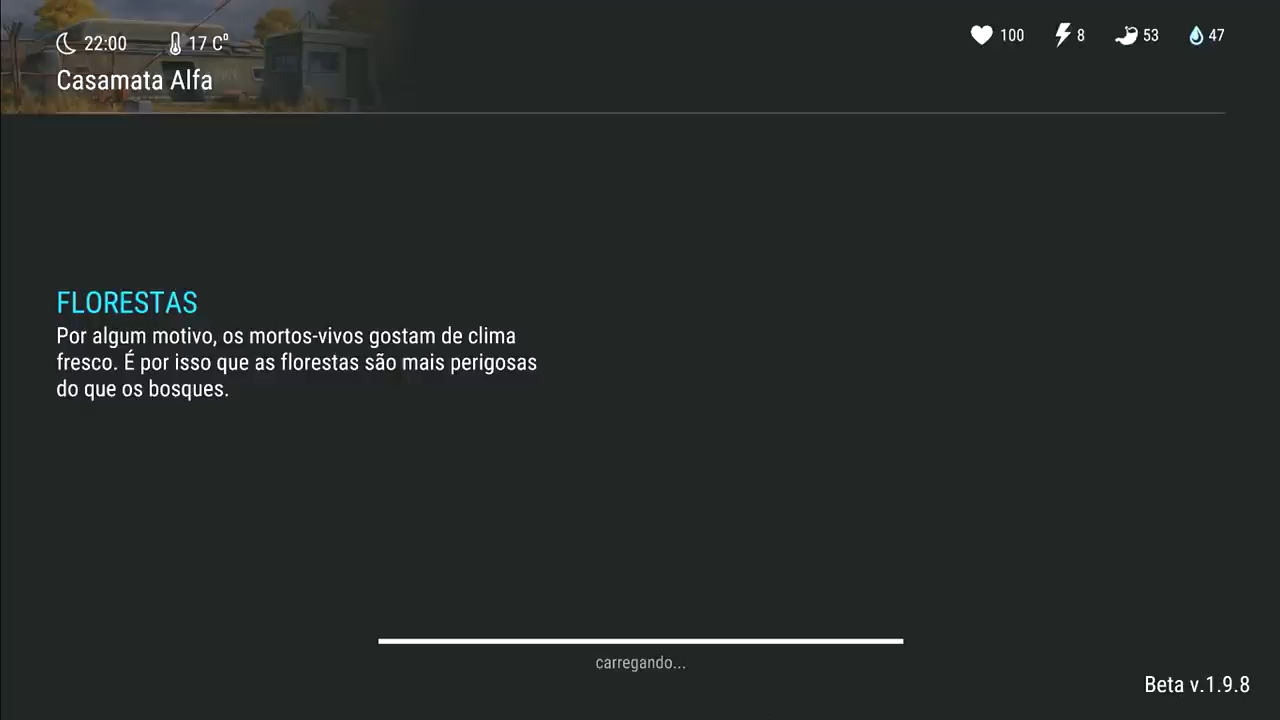 22:00 17 C°
Casamata Alfa
100 8 53 47
FLORESTAS
Por algum motivo, os mortos-vivos gostam de clima
fresco. É por isso que as florestas são mais perigosas
do que os bosques.
carregando...
Beta v.1.9.8